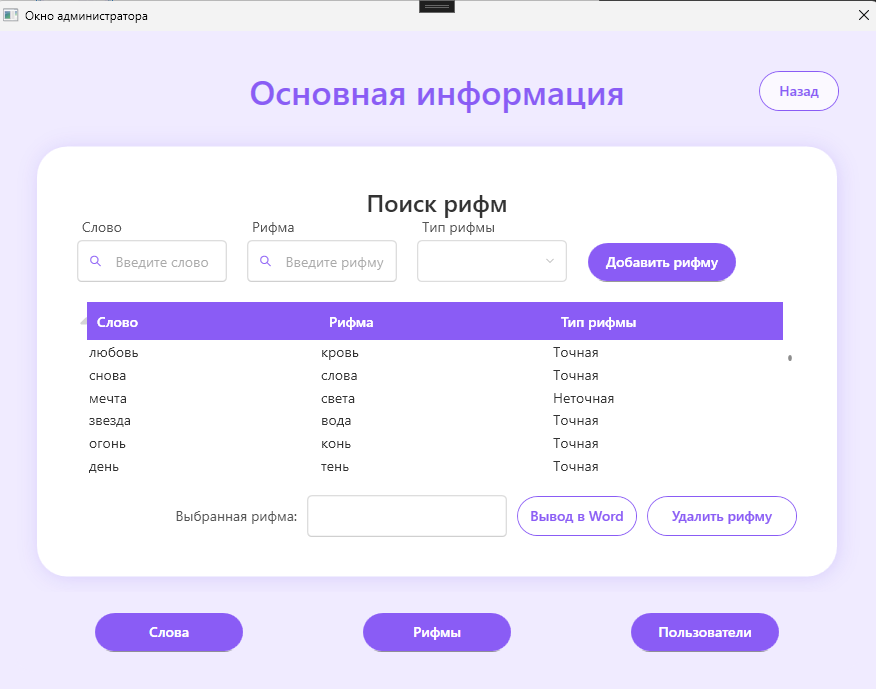 Окно администратора
Основная информация
Назад
Поиск рифм
Слово Рифма Тип рифмы
Введите слово Введите рифму Добавить рифму
Слово Рифма Тип рифмы
любовь кровь Точная
снова слова Точная
мечта света Неточная
звезда вода Точная
огонь конь Точная
день тень Точная
Выбранная рифма: Вывод в Word Удалить рифму
Слова Рифмы Пользователи